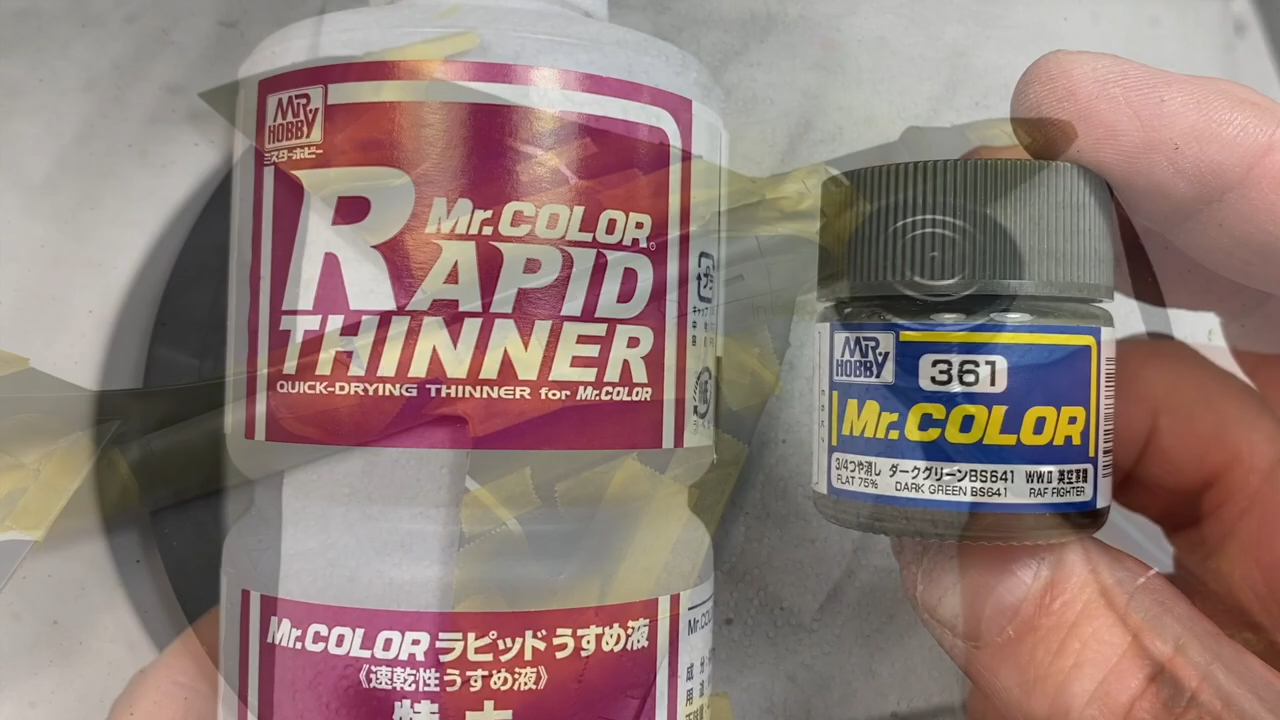 MR.
HOBBY
ミスターホビー
Mr.COLOR
RAPID
THINNER
QUICK-DRYING THINNER for Mr.COLOR
Mr.COLOR ラピッドうすめ液
《速乾性うすめ液》
特大
MR.
HOBBY
361
Mr.COLOR
3/4つや消し ダークグリーンBS641 WWⅡ 英空軍機
FLAT 75% DARK GREEN BS641 RAF FIGHTER